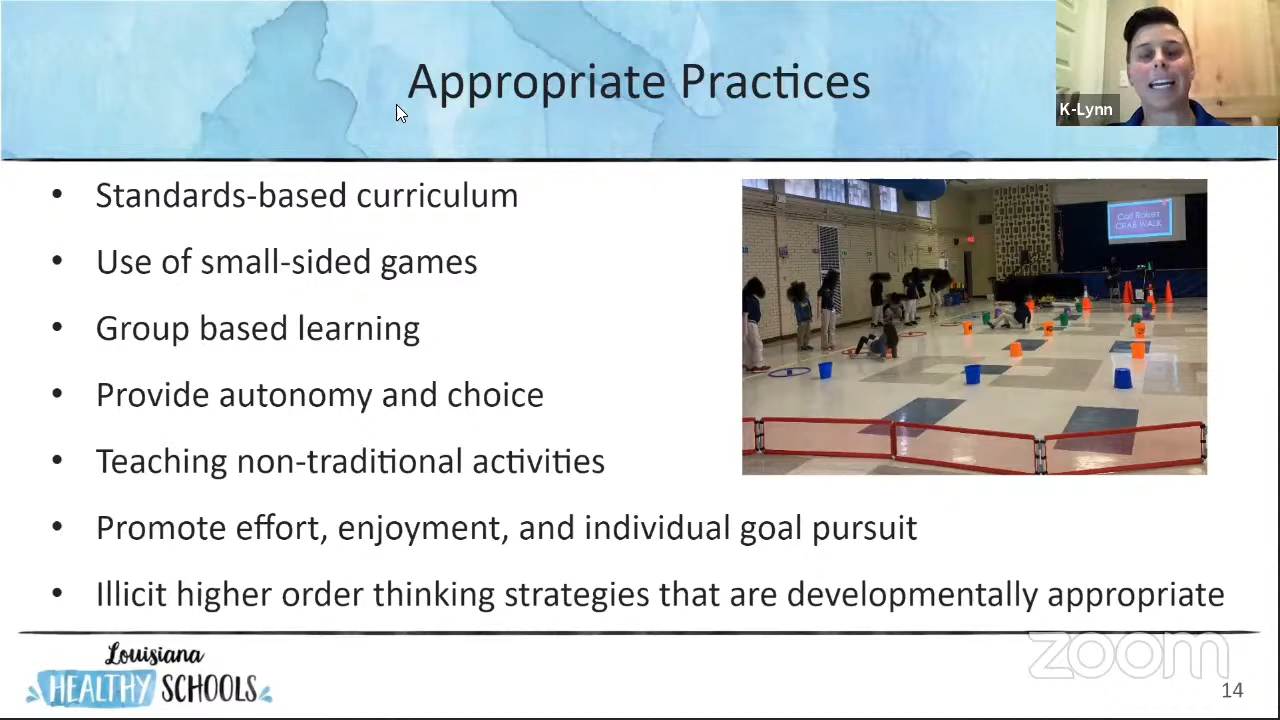 Appropriate Practices
K-Lynn
• Standards-based curriculum
• Use of small-sided games
• Group based learning
• Provide autonomy and choice
• Teaching non-traditional activities
• Promote effort, enjoyment, and individual goal pursuit
• Illicit higher order thinking strategies that are developmentally appropriate
CRAB WALK
Louisiana
HEALTHY SCHOOLS
zoom
14